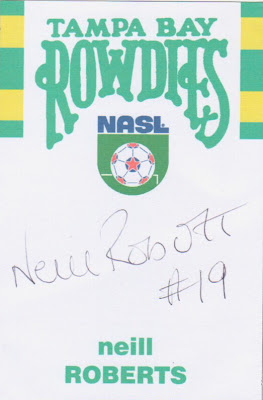 TAMPA BAY
ROWDIES
NASL
Neill Roberts
#19
neill
ROBERTS